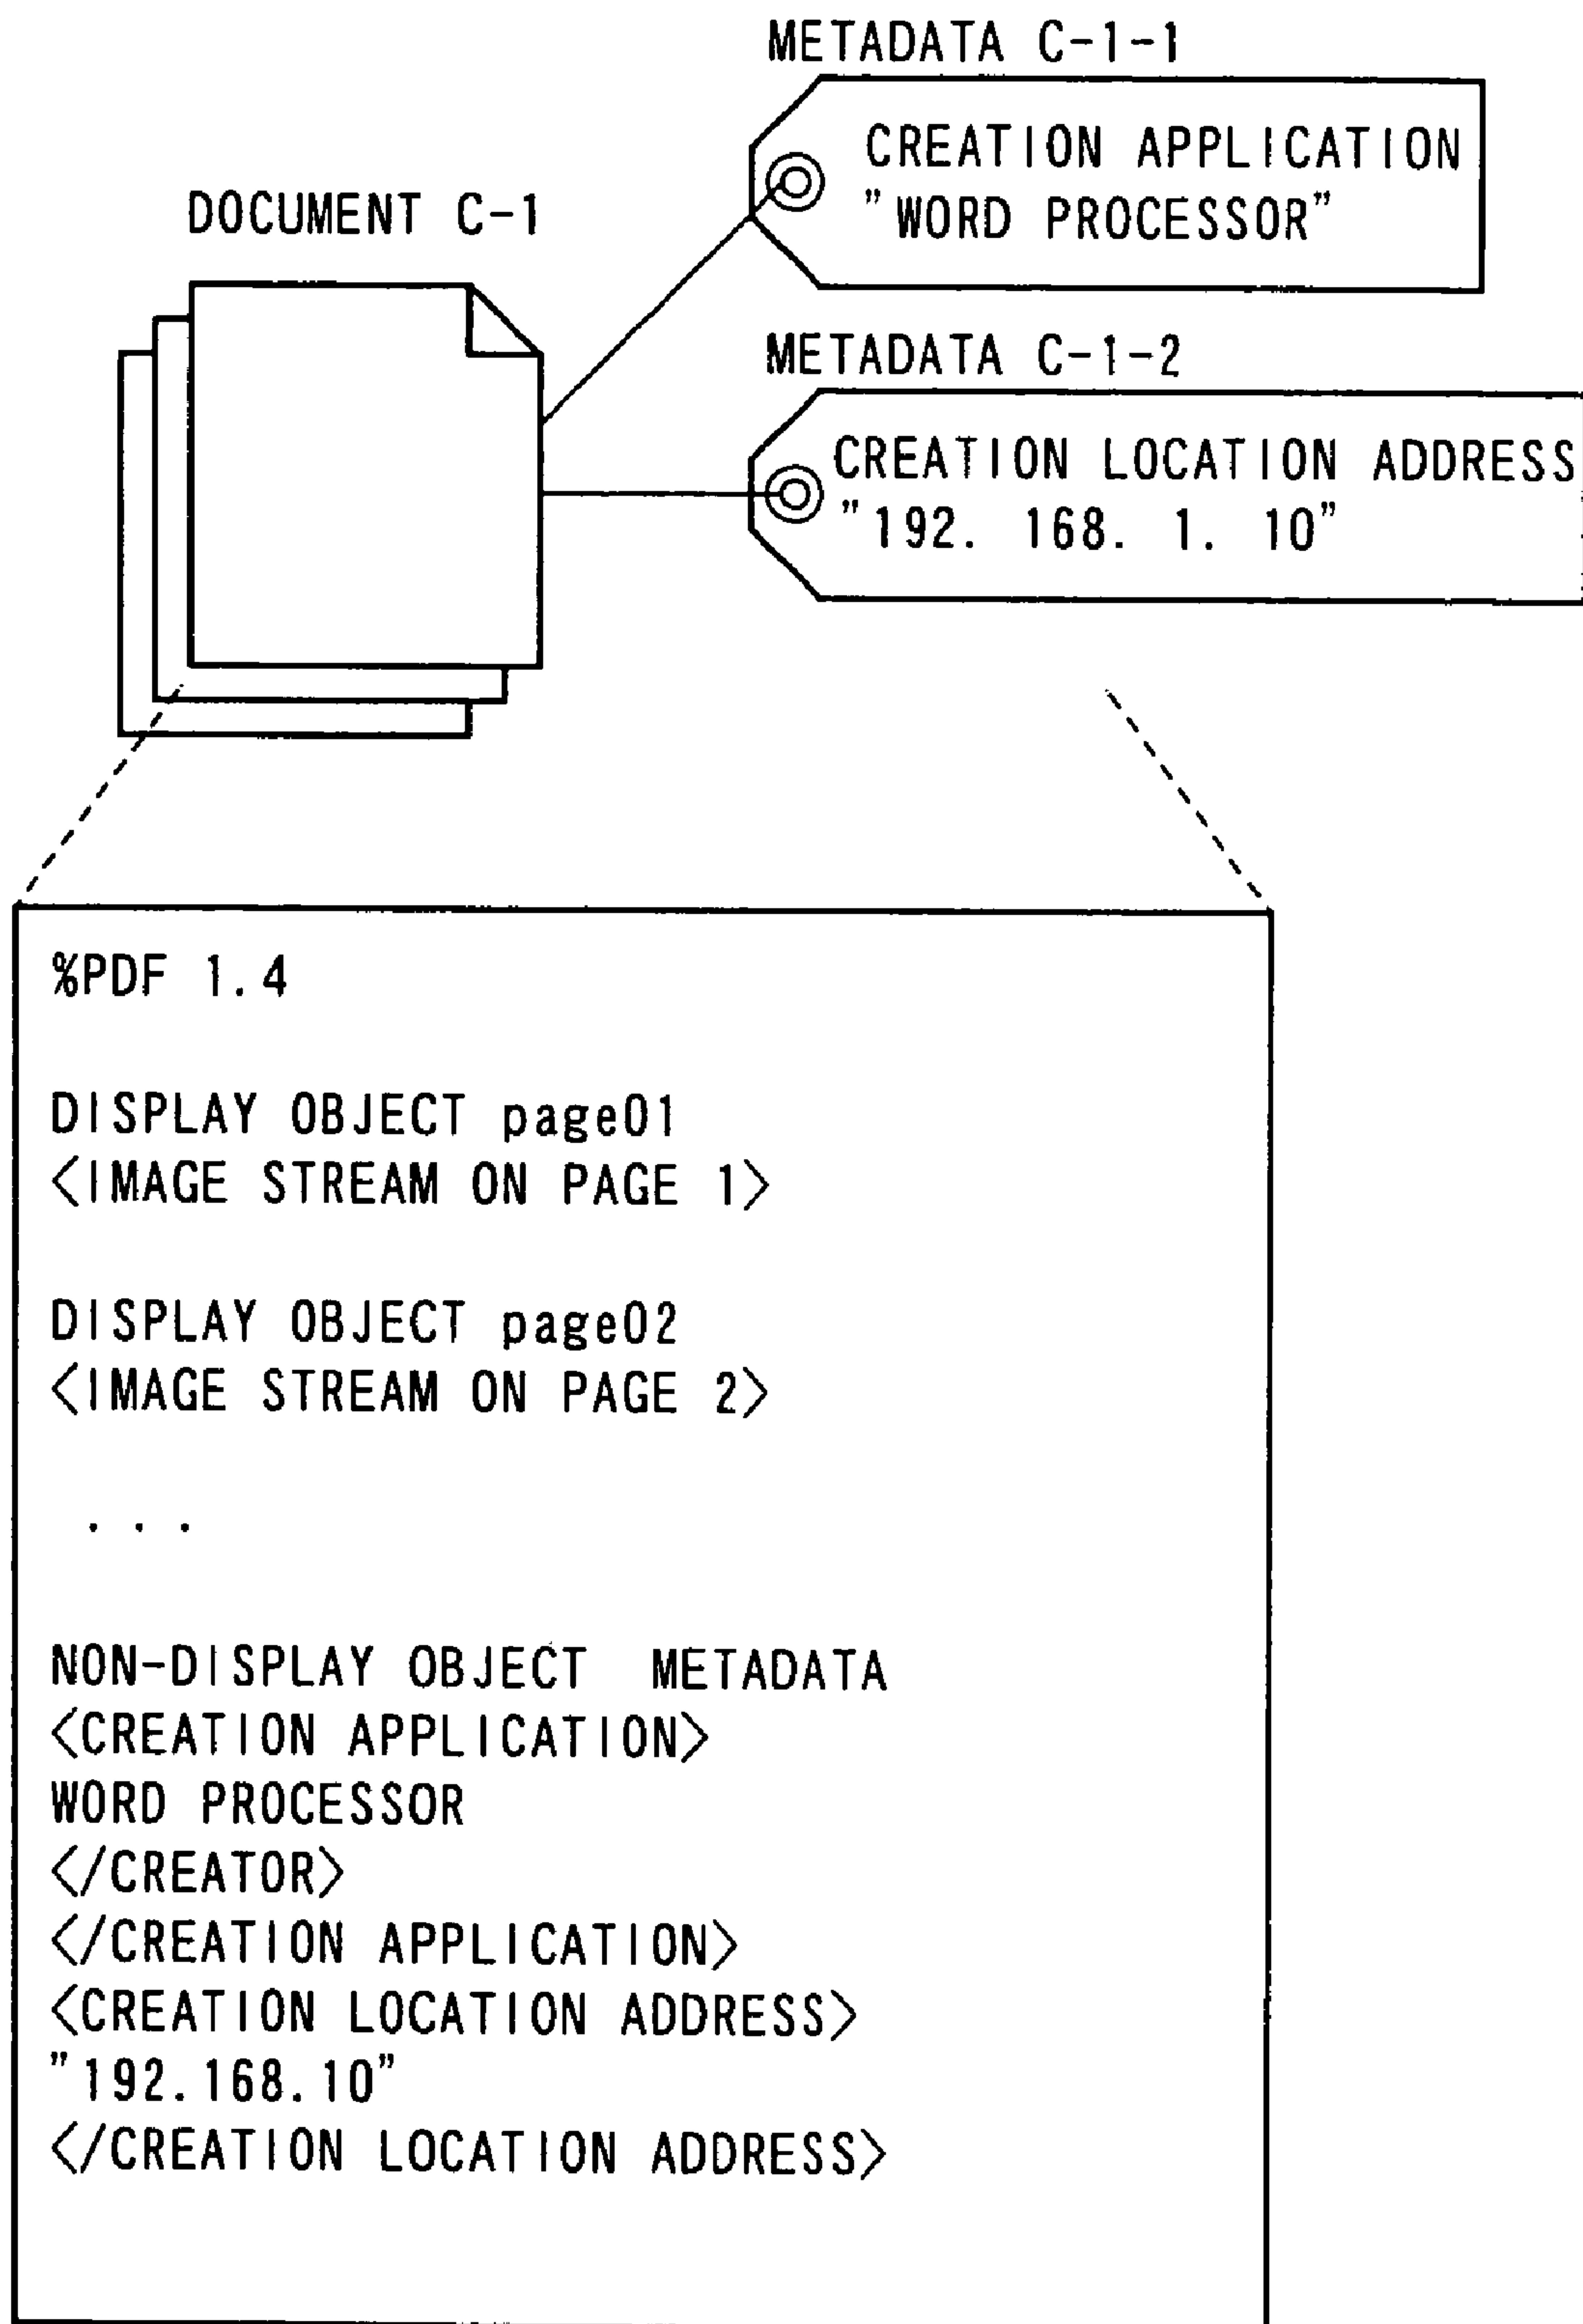 METADATA C-1-1
CREATION APPLICATION
"WORD PROCESSOR"
DOCUMENT C-1
METADATA C-1-2
CREATION LOCATION ADDRESS
"192. 168. 1. 10"
%PDF 1.4
DISPLAY OBJECT page01
<IMAGE STREAM ON PAGE 1>
DISPLAY OBJECT page02
<IMAGE STREAM ON PAGE 2>
. . .
NON-DISPLAY OBJECT METADATA
<CREATION APPLICATION>
WORD PROCESSOR
</CREATOR>
</CREATION APPLICATION>
<CREATION LOCATION ADDRESS>
"192.168.10"
</CREATION LOCATION ADDRESS>